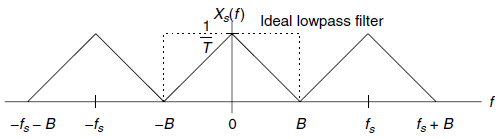 Xs(f) Ideal lowpass filter
1
T
f
–fs – B –fs –B 0 B fs fs + B